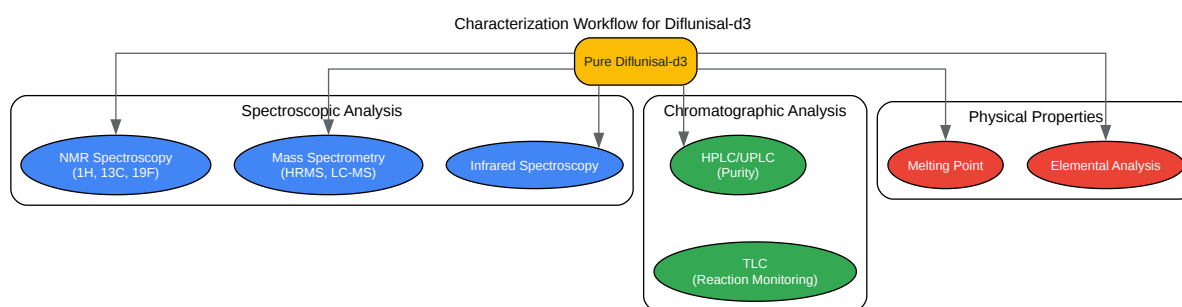 Characterization Workflow for Diflunisal-d3
Pure Diflunisal-d3
Spectroscopic Analysis
NMR Spectroscopy
(1H, 13C, 19F)
Mass Spectrometry
(HRMS, LC-MS)
Infrared Spectroscopy
Chromatographic Analysis
HPLC/UPLC
(Purity)
TLC
(Reaction Monitoring)
Physical Properties
Melting Point
Elemental Analysis